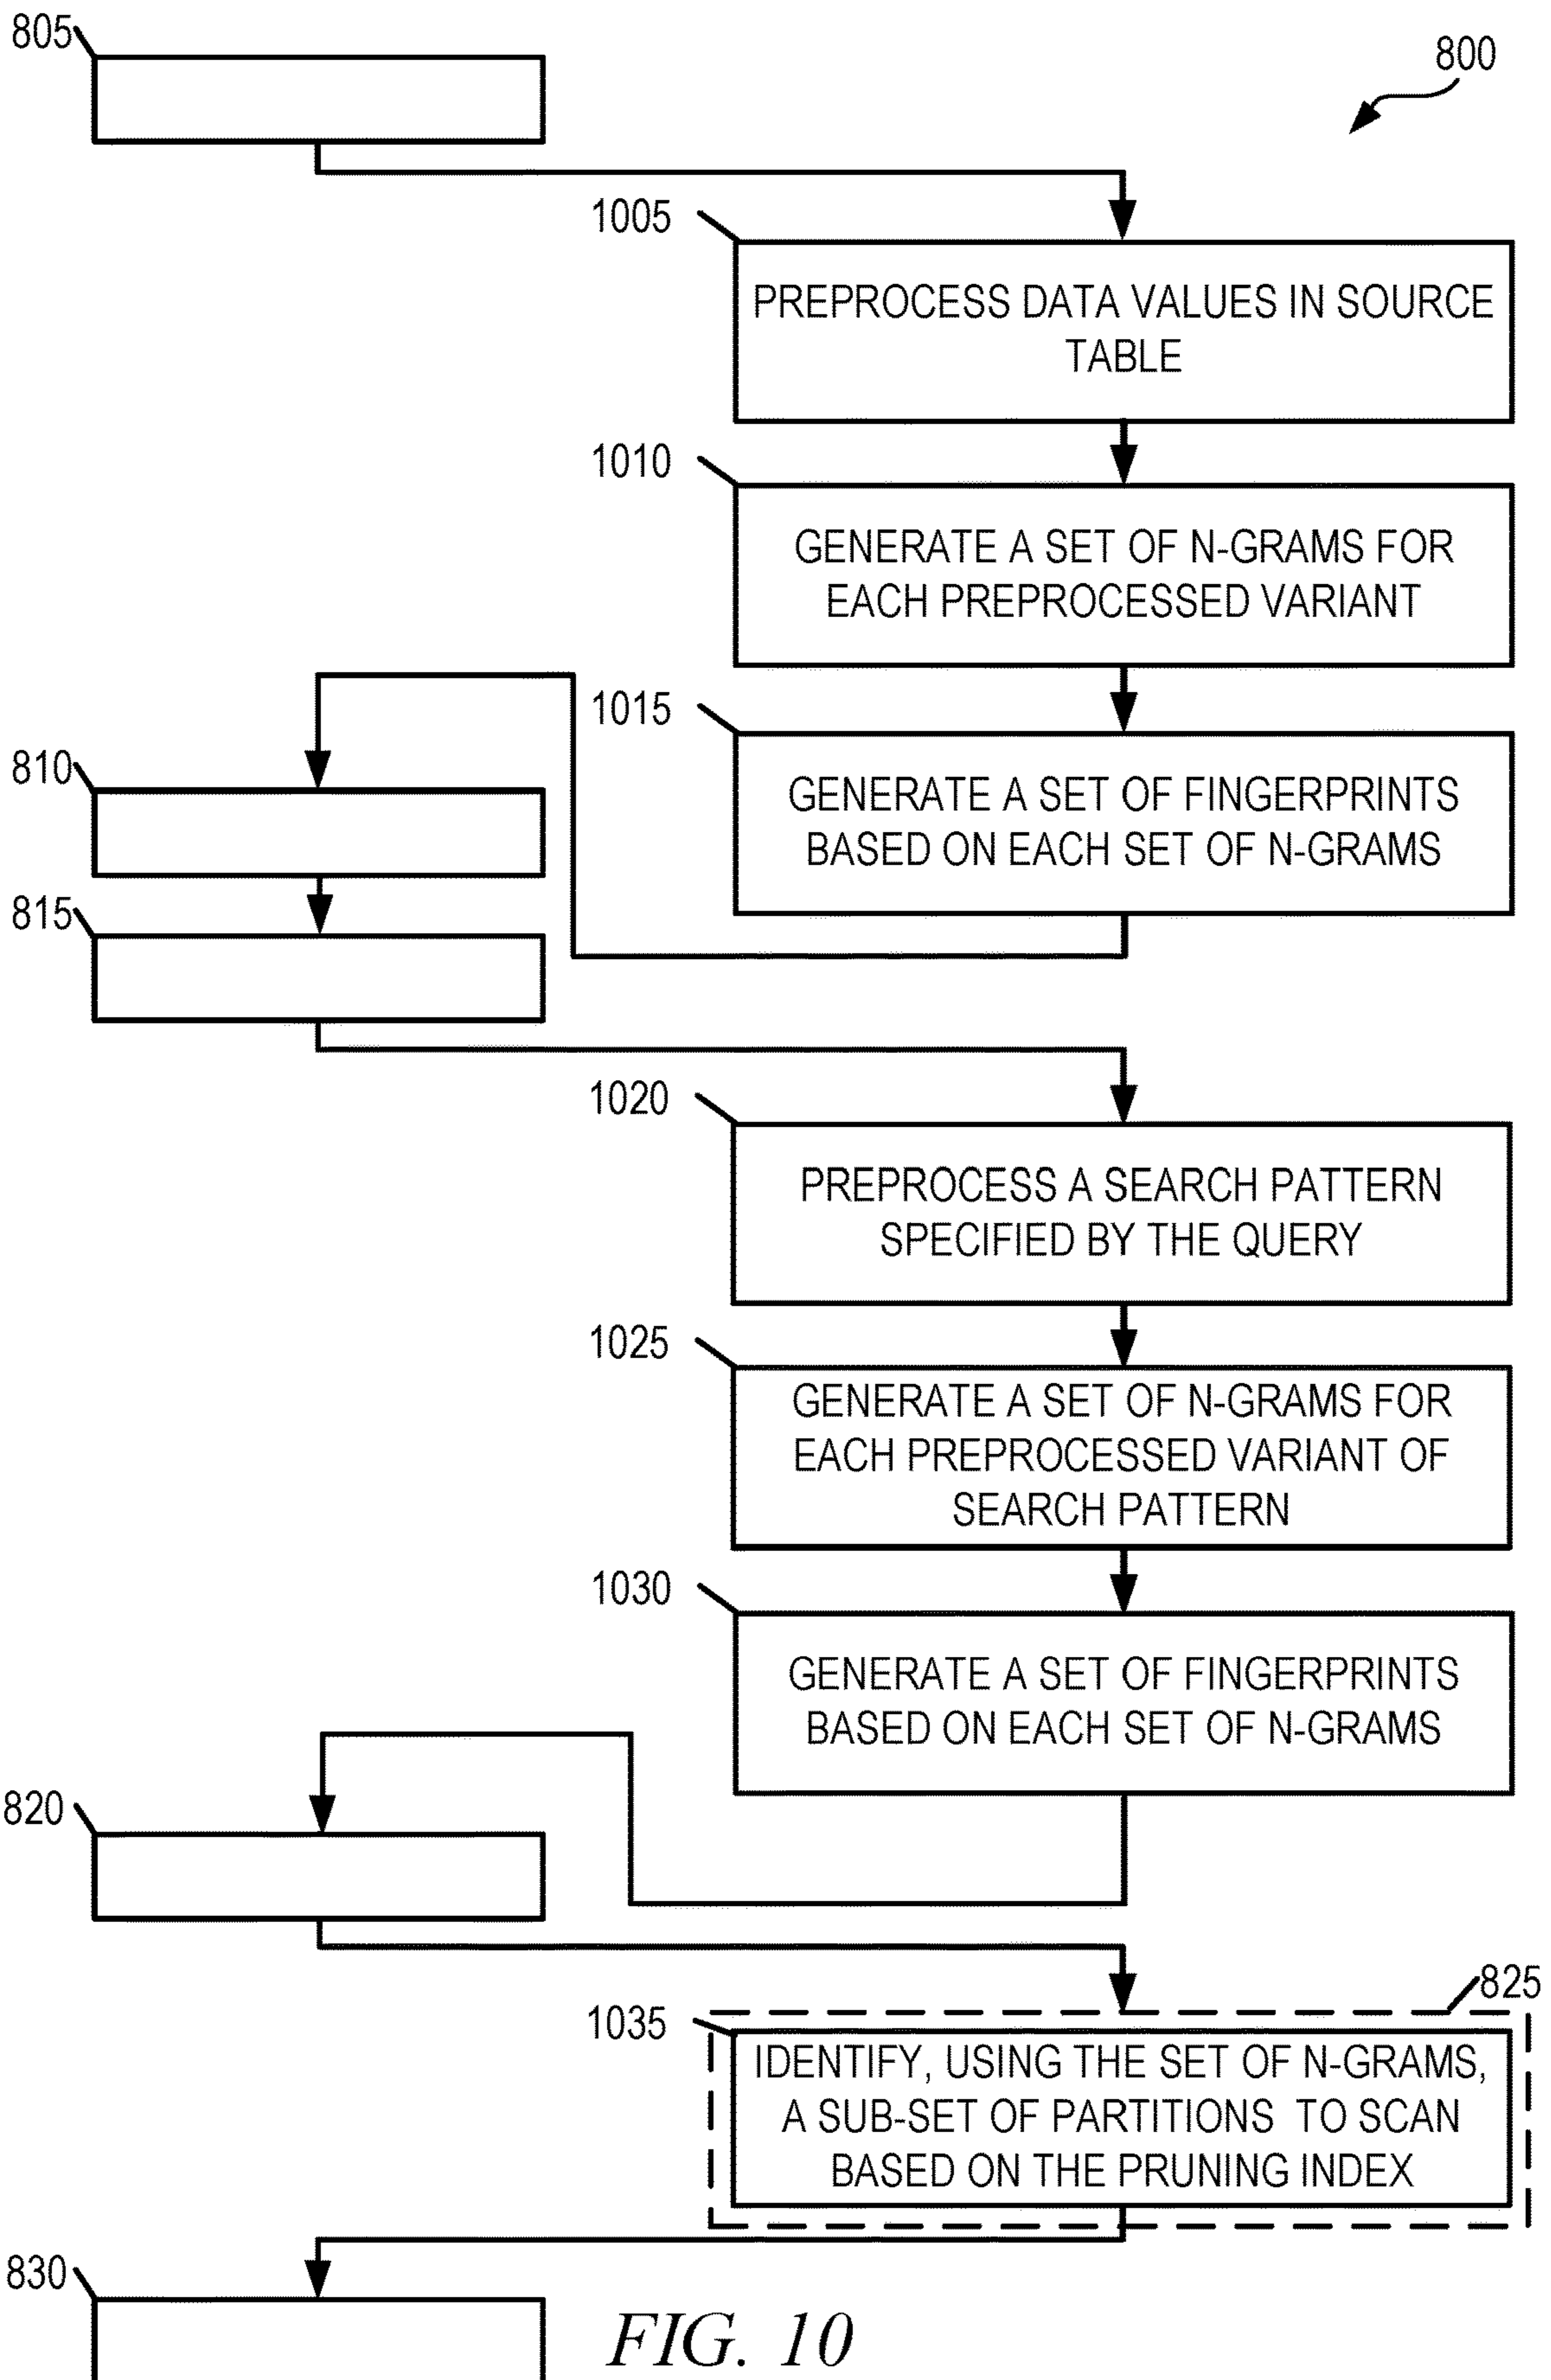 805
800
1005
PREPROCESS DATA VALUES IN SOURCE
TABLE
1010
GENERATE A SET OF N-GRAMS FOR
EACH PREPROCESSED VARIANT
1015
GENERATE A SET OF FINGERPRINTS
BASED ON EACH SET OF N-GRAMS
810
815
1020
PREPROCESS A SEARCH PATTERN
SPECIFIED BY THE QUERY
1025
GENERATE A SET OF N-GRAMS FOR
EACH PREPROCESSED VARIANT OF
SEARCH PATTERN
1030
GENERATE A SET OF FINGERPRINTS
BASED ON EACH SET OF N-GRAMS
820
825
1035
IDENTIFY, USING THE SET OF N-GRAMS,
A SUB-SET OF PARTITIONS TO SCAN
BASED ON THE PRUNING INDEX
830
FIG. 10